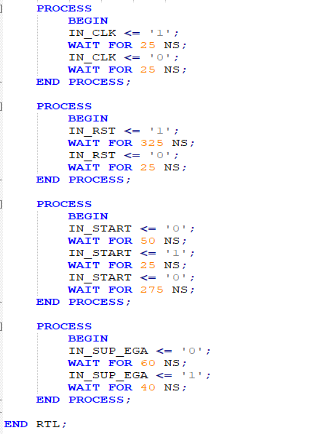 PROCESS
BEGIN
IN_CLK <= '1';
WAIT FOR 25 NS;
IN_CLK <= '0';
WAIT FOR 25 NS;
END PROCESS;
PROCESS
BEGIN
IN_RST <= '1';
WAIT FOR 325 NS;
IN_RST <= '0';
WAIT FOR 25 NS;
END PROCESS;
PROCESS
BEGIN
IN_START <= '0';
WAIT FOR 50 NS;
IN_START <= '1';
WAIT FOR 25 NS;
IN_START <= '0';
WAIT FOR 275 NS;
END PROCESS;
PROCESS
BEGIN
IN_SUP_EGA <= '0';
WAIT FOR 60 NS;
IN_SUP_EGA <= '1';
WAIT FOR 40 NS;
END PROCESS;
END RTL;